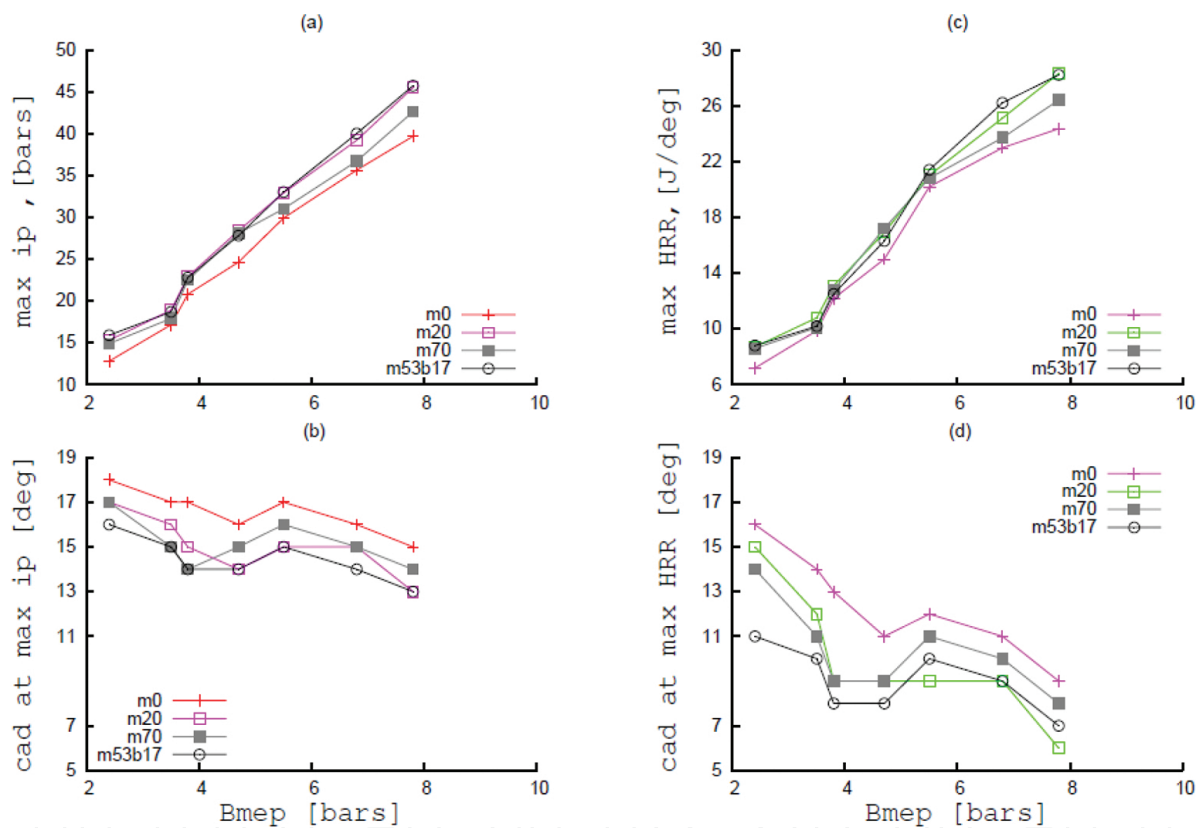 (a)
max ip ,[bars]
50
45
40
35
30
25
20
15
10
m0
m20
m70
m53b17
2
4
6
8
10
(c)
max HRR,[J/deg]
30
26
22
18
14
10
6
m0
m20
m70
m53b17
2
4
6
8
10
(b)
cad at max ip [deg]
19
17
15
13
11
7
5
m0
m20
m70
m53b17
2
4
6
8
10
Bmep [bars]
(d)
cad at max HRR [deg]
19
17
15
13
11
7
5
m0
m20
m70
m53b17
2
4
6
8
10
Bmep [bars]